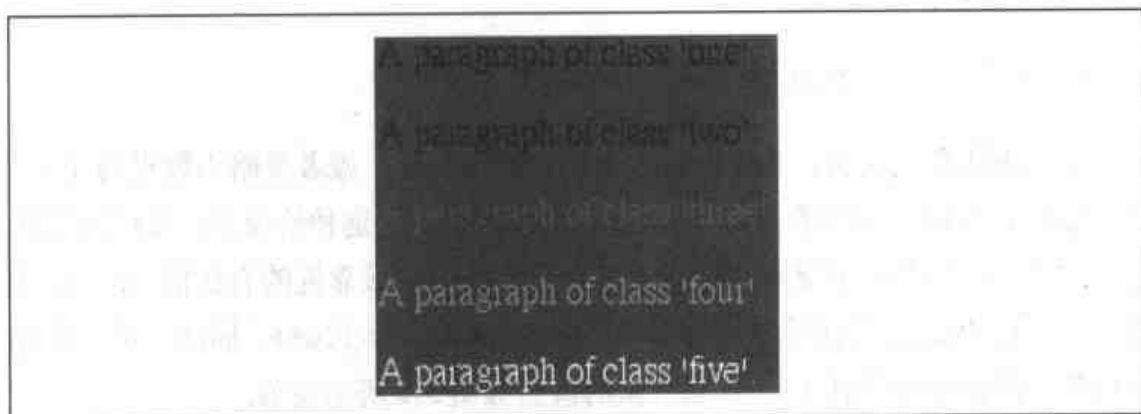 A paragraph of class 'one'
A paragraph of class 'two'
paragraph of class 'three'
A paragraph of class 'four'
A paragraph of class 'five'